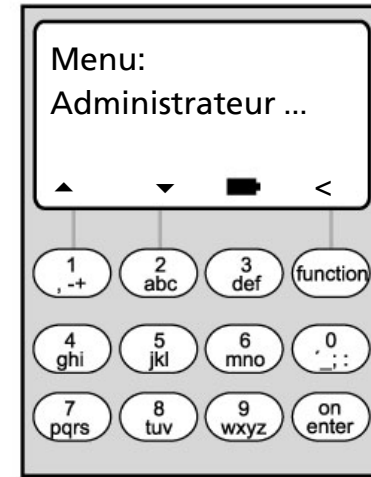 Menu:
Administrateur ...
<
1 2 3 function
, -+ abc def
4 5 6 0
ghi jkl mno ´_; :
7 8 9 on
pqrs tuv wxyz enter